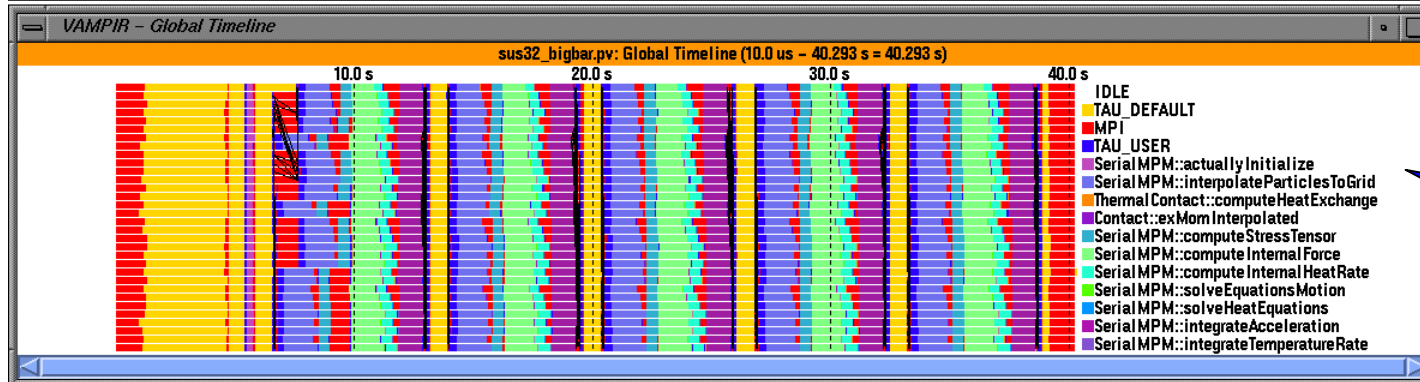 VAMPIR – Global Timeline
sus32_bigbar.pv: Global Timeline (10.0 us – 40.293 s = 40.293 s)
10.0 s 20.0 s 30.0 s 40.0 s
IDLE
TAU_DEFAULT
MPI
TAU_USER
SerialMPM::actuallyInitialize
SerialMPM::interpolateParticlesToGrid
ThermalContact::computeHeatExchange
Contact::exMomInterpolated
SerialMPM::computeStressTensor
SerialMPM::computeInternalForce
SerialMPM::computeInternalHeatRate
SerialMPM::solveEquationsMotion
SerialMPM::solveHeatEquations
SerialMPM::integrateAcceleration
SerialMPM::integrateTemperatureRate